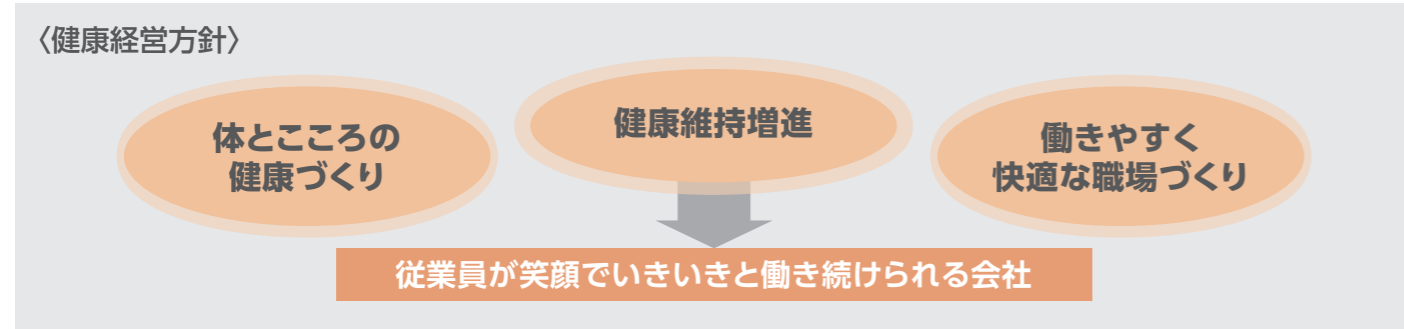 〈健康経営方針〉
体とこころの
健康づくり
健康維持増進
働きやすく
快適な職場づくり
従業員が笑顔でいきいきと働き続けられる会社